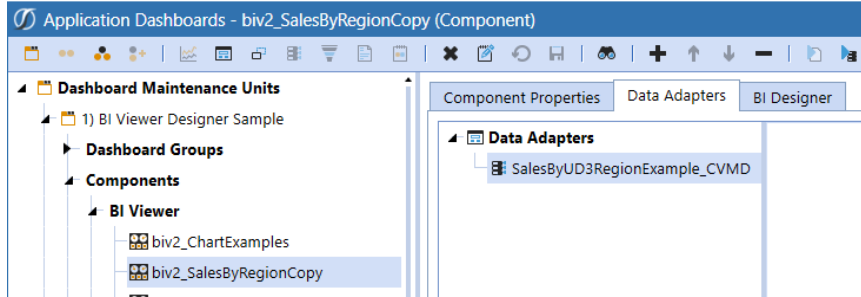 Application Dashboards - biv2_SalesByRegionCopy (Component)
Dashboard Maintenance Units
1) BI Viewer Designer Sample
Dashboard Groups
Components
BI Viewer
biv2_ChartExamples
biv2_SalesByRegionCopy
Component Properties Data Adapters BI Designer
Data Adapters
SalesByUD3RegionExample_CVMD